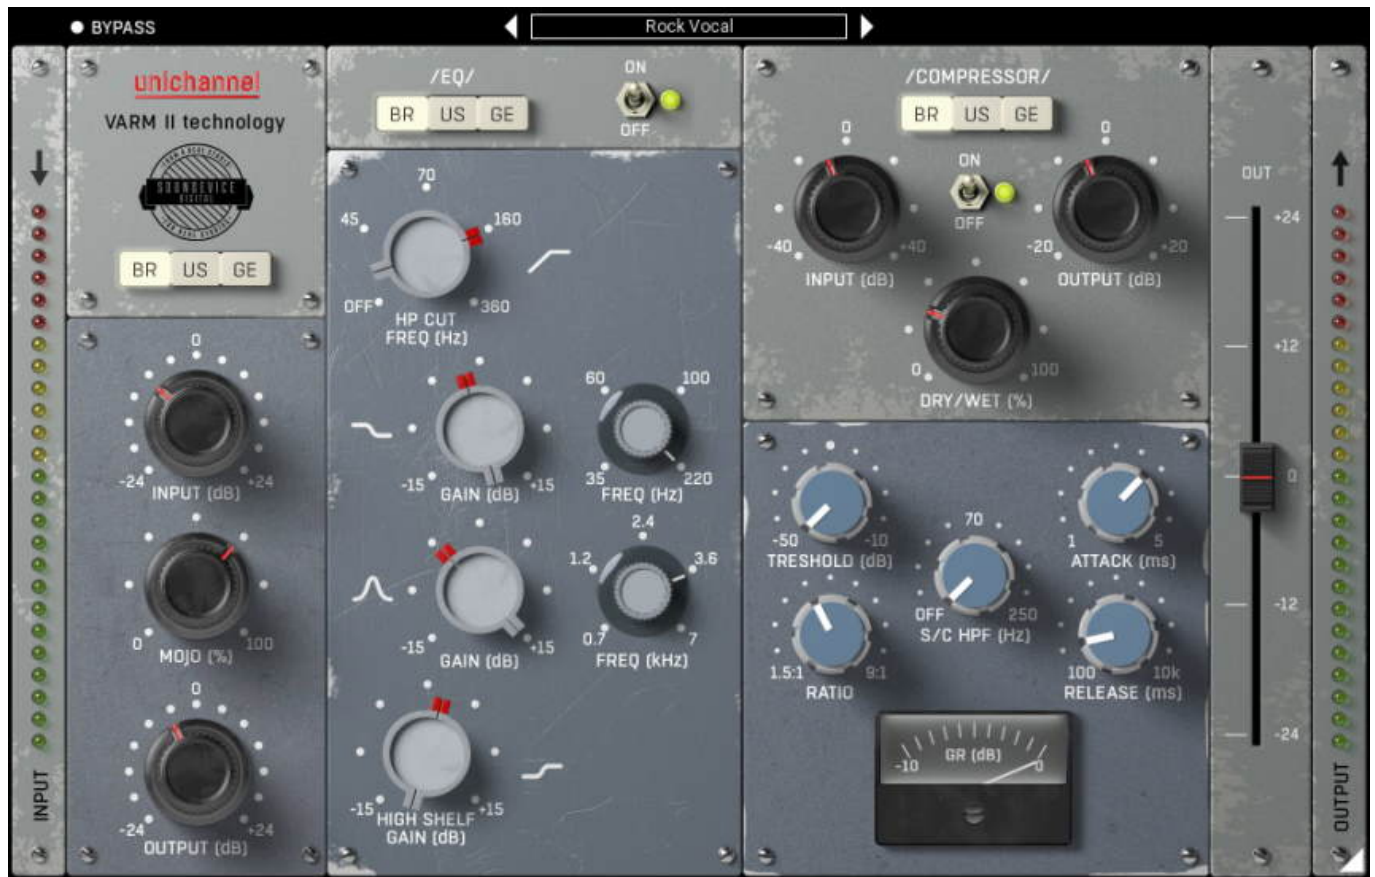 BYPASS
Rock Vocal
unichannel
VARM II technology
SOUNDEVICE
DIGITAL
BR US GE
/EQ/
BR US GE
ON
OFF
/COMPRESSOR/
BR US GE
ON
OFF
0
-40 +40
INPUT (dB)
0
-20 +20
OUTPUT (dB)
0 100
DRY/WET (%)
OUT
+24
+12
0
-12
-24
0
-24 +24
INPUT (dB)
0 100
MOJO (%)
0
-24 +24
OUTPUT (dB)
70
45 160
OFF 360
HP CUT
FREQ (Hz)
-15 +15
GAIN (dB)
60 100
35 220
FREQ (Hz)
-15 +15
GAIN (dB)
2.4
1.2 3.6
0.7 7
FREQ (kHz)
-15 +15
HIGH SHELF
GAIN (dB)
-50 -10
TRESHOLD (dB)
1 5
ATTACK (ms)
70
OFF 250
S/C HPF (Hz)
1.5:1 9:1
RATIO
100 10k
RELEASE (ms)
GR (dB)
-10 0
INPUT
OUTPUT